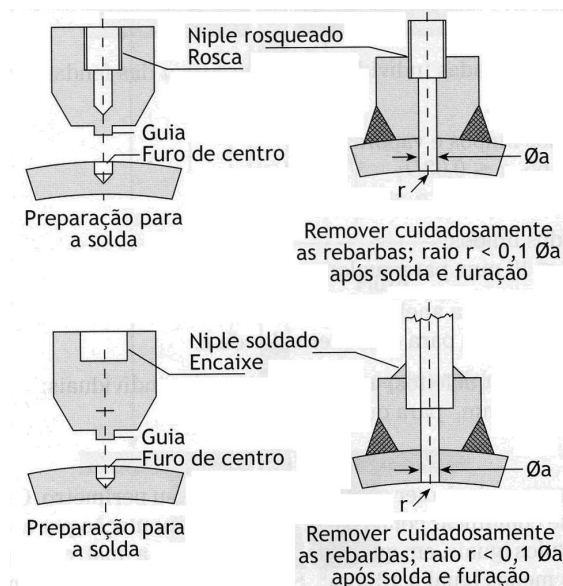 Niple rosqueado
Rosca
Guia
Furo de centro
Preparação para
a solda
Øa
r
Remover cuidadosamente
as rebarbas; raio r < 0,1 Øa
após solda e furação
Niple soldado
Encaixe
Guia
Furo de centro
Preparação para
a solda
Øa
r
Remover cuidadosamente
as rebarbas; raio r < 0,1 Øa
após solda e furação